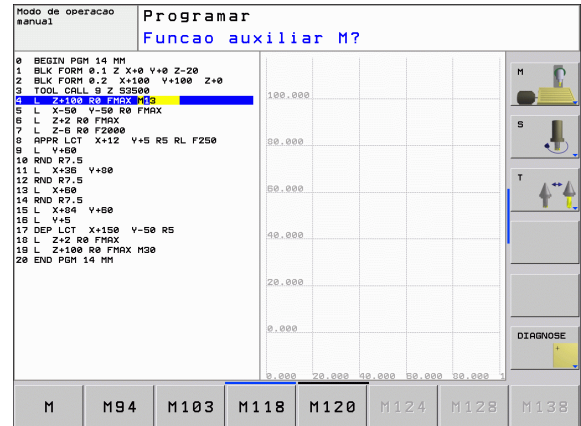 Modo de operacao
manual
Programar
Funcao auxiliar M?
0 BEGIN PGM 14 MM
1 BLK FORM 0.1 Z X+0 Y+0 Z-20
2 BLK FORM 0.2 X+100 Y+100 Z+0
3 TOOL CALL 9 Z S3500
4 L Z+100 R0 FMAX M13
5 L X-50 Y-50 R0 FMAX
6 L Z+2 R0 FMAX
7 L Z-6 R0 F2000
8 APPR LCT X+12 Y+5 R5 RL F250
9 L Y+60
10 RND R7.5
11 L X+36 Y+80
12 RND R7.5
13 L X+60
14 RND R7.5
15 L X+84 Y+60
16 L Y+5
17 DEP LCT X+150 Y-50 R5
18 L Z+2 R0 FMAX
19 L Z+100 R0 FMAX M30
20 END PGM 14 MM
100.000
80.000
60.000
40.000
20.000
0.000
0.000 20.000 40.000 60.000 80.000 1
M
S
T
DIAGNOSE
M M94 M103 M118 M120 M124 M128 M138